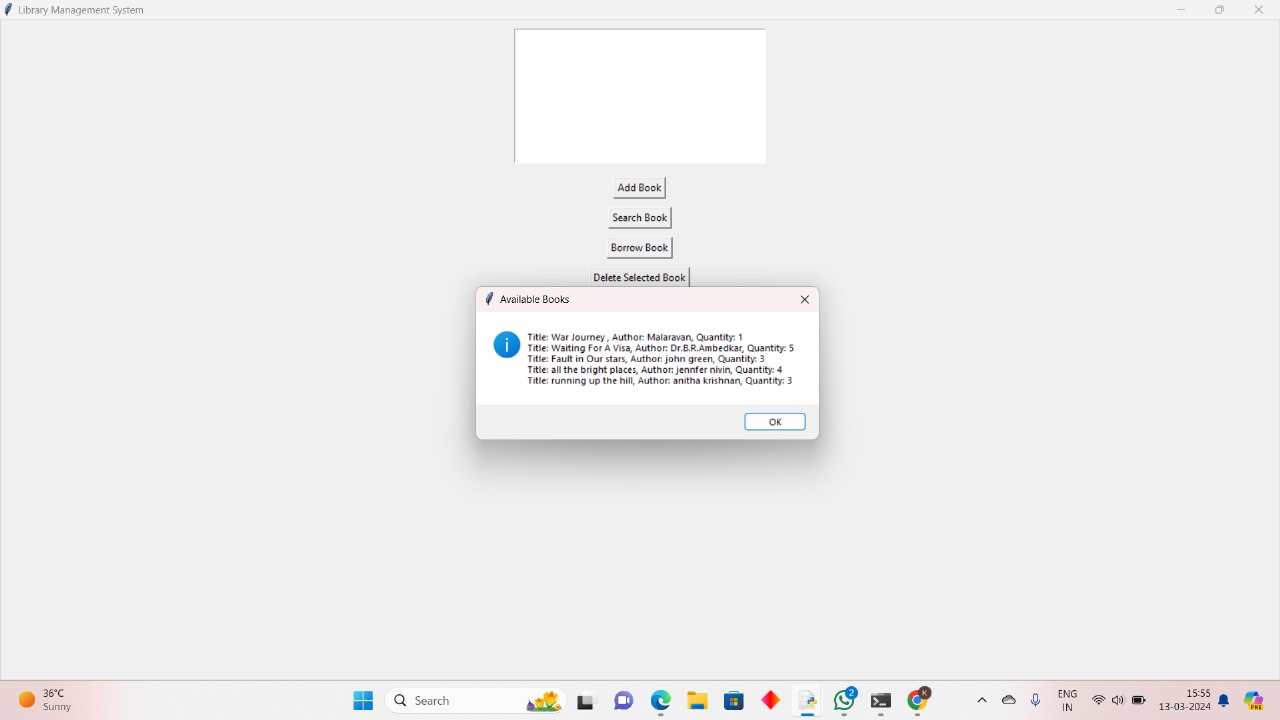 Library Management System
Add Book
Search Book
Borrow Book
Delete Selected Book
Available Books
Title: War Journey , Author: Malaravan, Quantity: 1
Title: Waiting For A Visa, Author: Dr.B.R.Ambedkar, Quantity: 5
Title: Fault in Our stars, Author: john green, Quantity: 3
Title: all the bright places, Author: jennfer nivin, Quantity: 4
Title: running up the hill, Author: anitha krishnan, Quantity: 3
OK
36°C
Sunny
Search
2
K
ENG
IN
15:55
13-03-2024
PRE